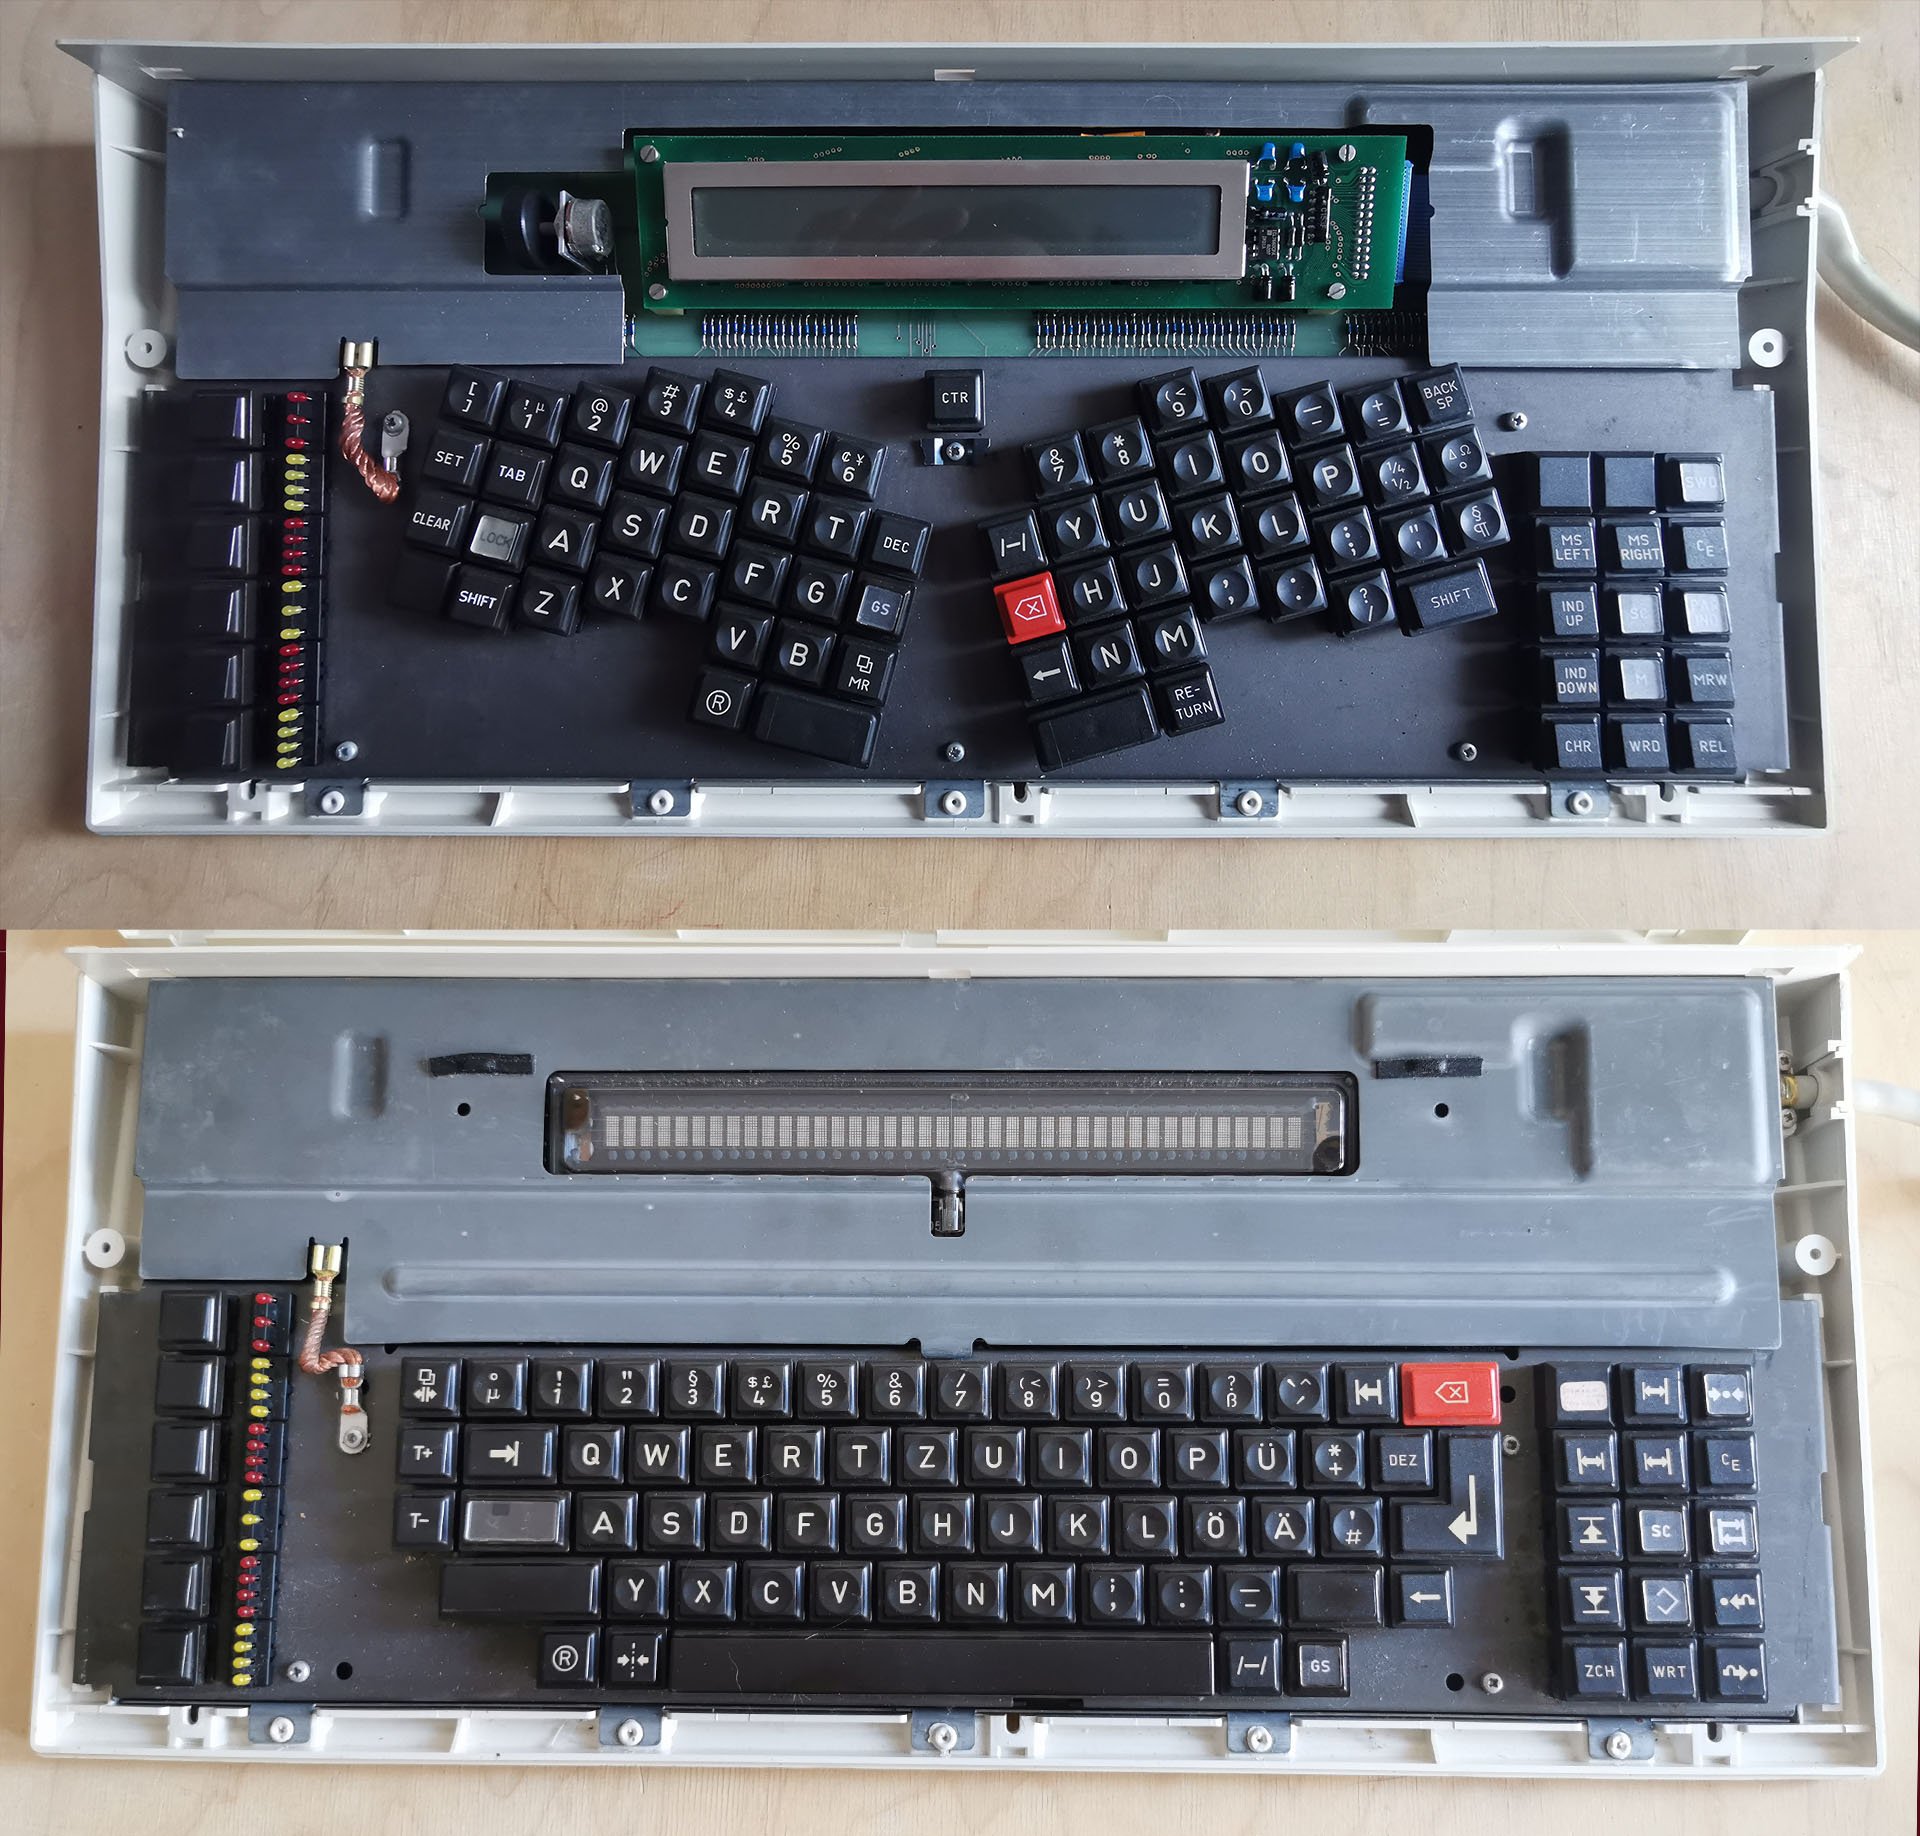 [ ! µ @ # $ £ CTR ( < ) > — + BACK
] 1 2 3 4 9 0 = SP
% ¢ ¥ & *
5 6 7 8
SET TAB Q W E I O P 1/4 1/2 Δ Ω °
SWD
CLEAR LOCK A S D R T DEC /—/ Y U K L ; : " ' § ¶
MS LEFT MS RIGHT CE
SHIFT Z X C F G GS H J , ; . : ? / SHIFT
IND UP SC
V B MR ← N M
IND DOWN M MRW
® RE-
TURN
CHR WRD REL
° ! " § $ £ % & / ( < ) > = ? ` ^
µ 1 2 3 4 5 6 7 8 9 0 ß ´
T+ Q W E R T Z U I O P Ü * + DEZ CE
T– A S D F G H J K L Ö Ä ' # SC
Y X C V B N M ; , : . – ←
® /—/ GS ZCH WRT